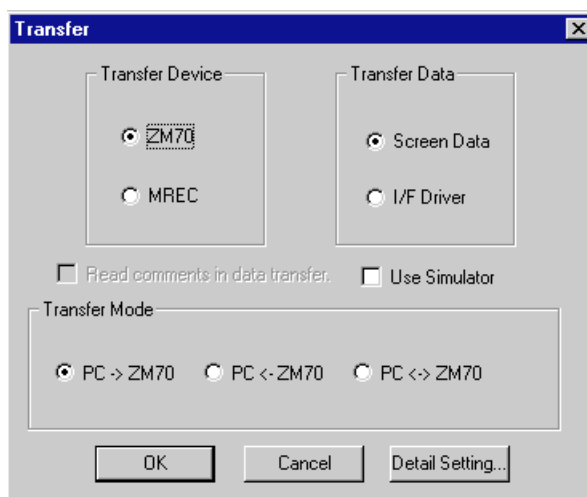 Transfer
Transfer Device
Transfer Data
ZM70
Screen Data
MREC
I/F Driver
Read comments in data transfer.
Use Simulator
Transfer Mode
PC -> ZM70
PC <- ZM70
PC <-> ZM70
OK
Cancel
Detail Setting...